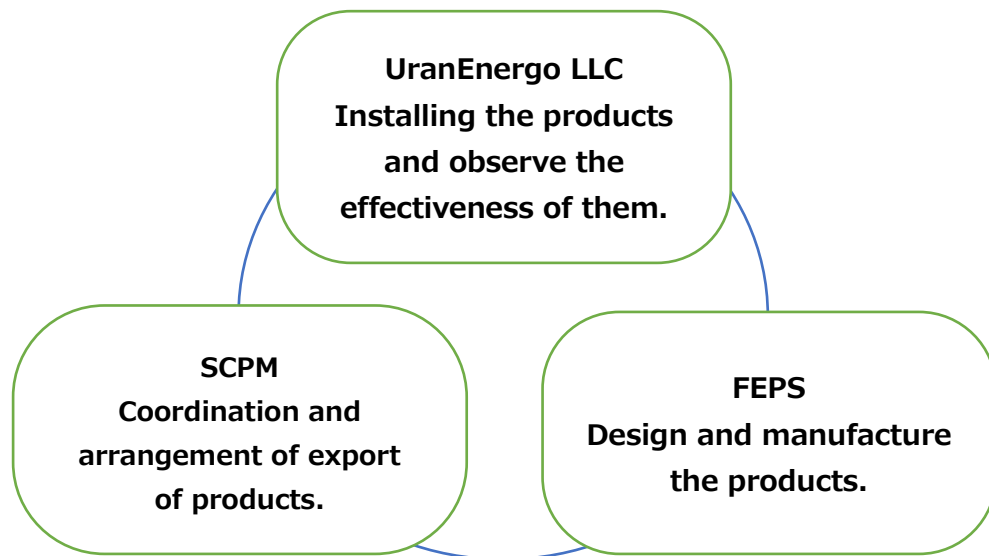 UranEnergo LLC
Installing the products
and observe the
effectiveness of them.
SCPM
Coordination and
arrangement of export
of products.
FEPS
Design and manufacture
the products.